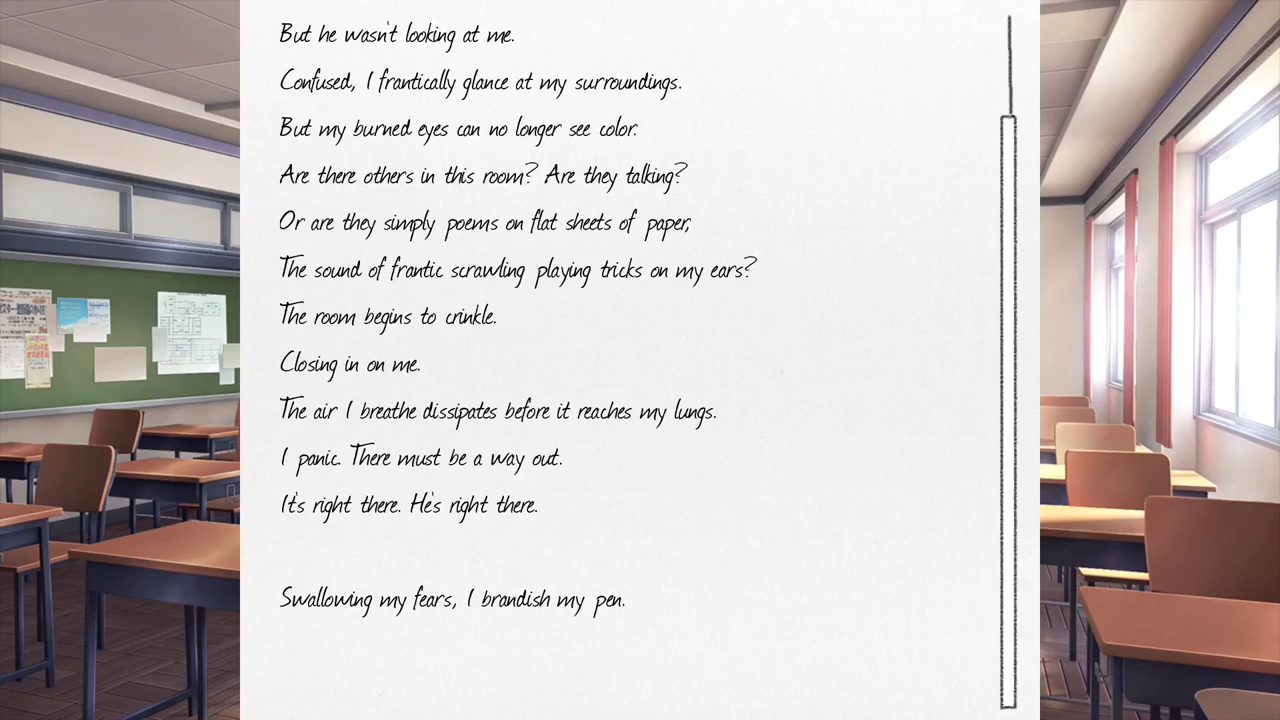 But he wasn't looking at me.
Confused, I frantically glance at my surroundings.
But my burned eyes can no longer see color.
Are there others in this room? Are they talking?
Or are they simply poems on flat sheets of paper,
The sound of frantic scrawling playing tricks on my ears?
The room begins to crinkle.
Closing in on me.
The air I breathe dissipates before it reaches my lungs.
I panic. There must be a way out.
It's right there. He's right there.
Swallowing my fears, I brandish my pen.